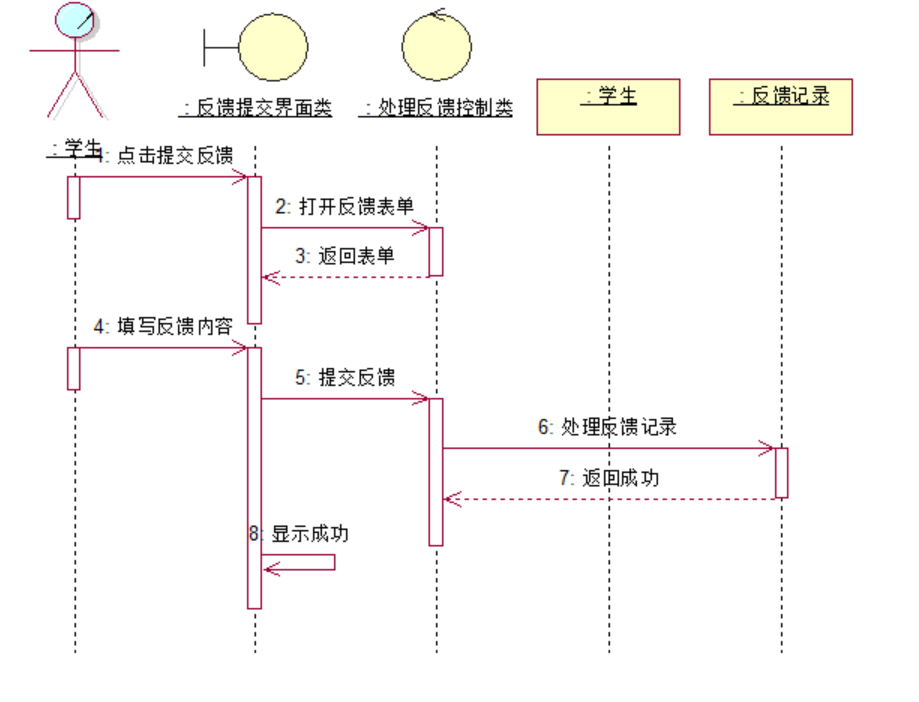 : 反馈提交界面类
: 处理反馈控制类
: 学生
: 反馈记录
: 学生
1: 点击提交反馈
2: 打开反馈表单
3: 返回表单
4: 填写反馈内容
5: 提交反馈
6: 处理反馈记录
7: 返回成功
8: 显示成功